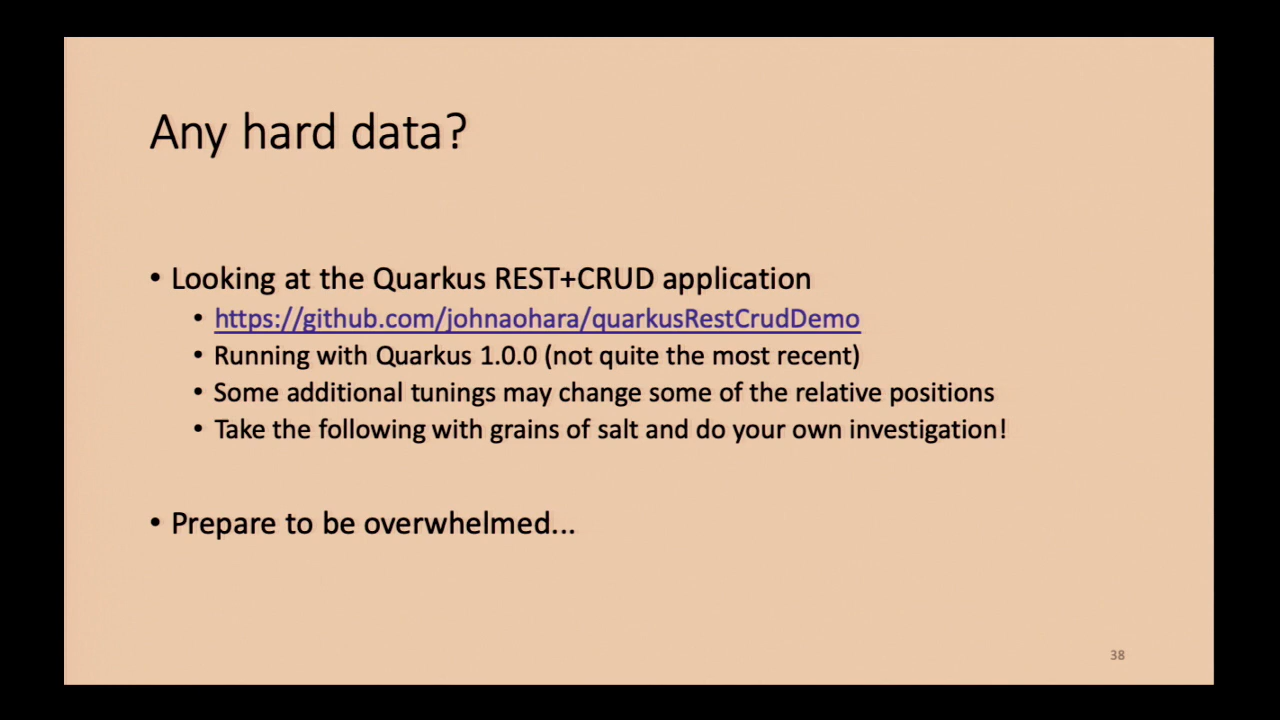 Any hard data?
• Looking at the Quarkus REST+CRUD application
• https://github.com/johnaohara/quarkusRestCrudDemo
• Running with Quarkus 1.0.0 (not quite the most recent)
• Some additional tunings may change some of the relative positions
• Take the following with grains of salt and do your own investigation!
• Prepare to be overwhelmed...
38